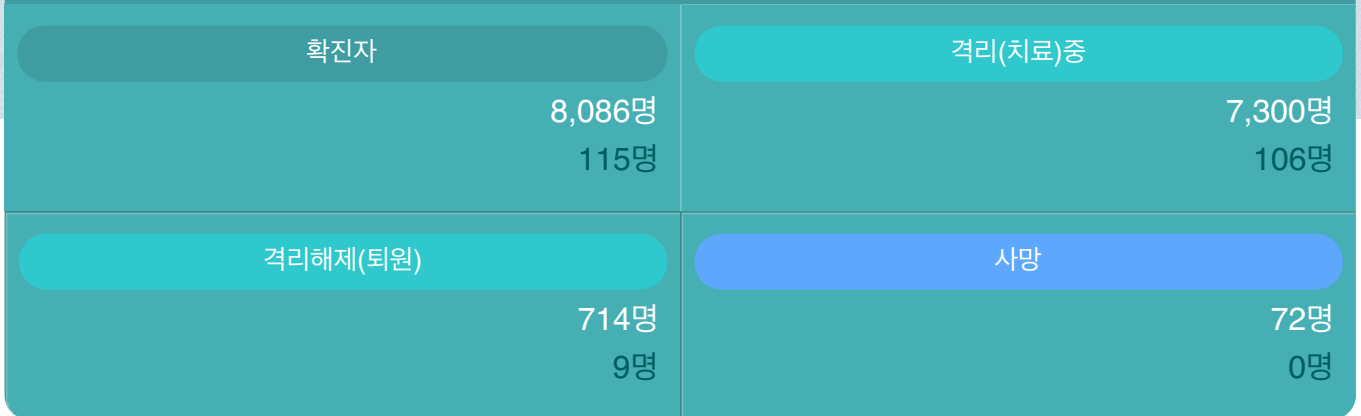 확진자
8,086명
115명
격리(치료)중
7,300명
106명
격리해제(퇴원)
714명
9명
사망
72명
0명